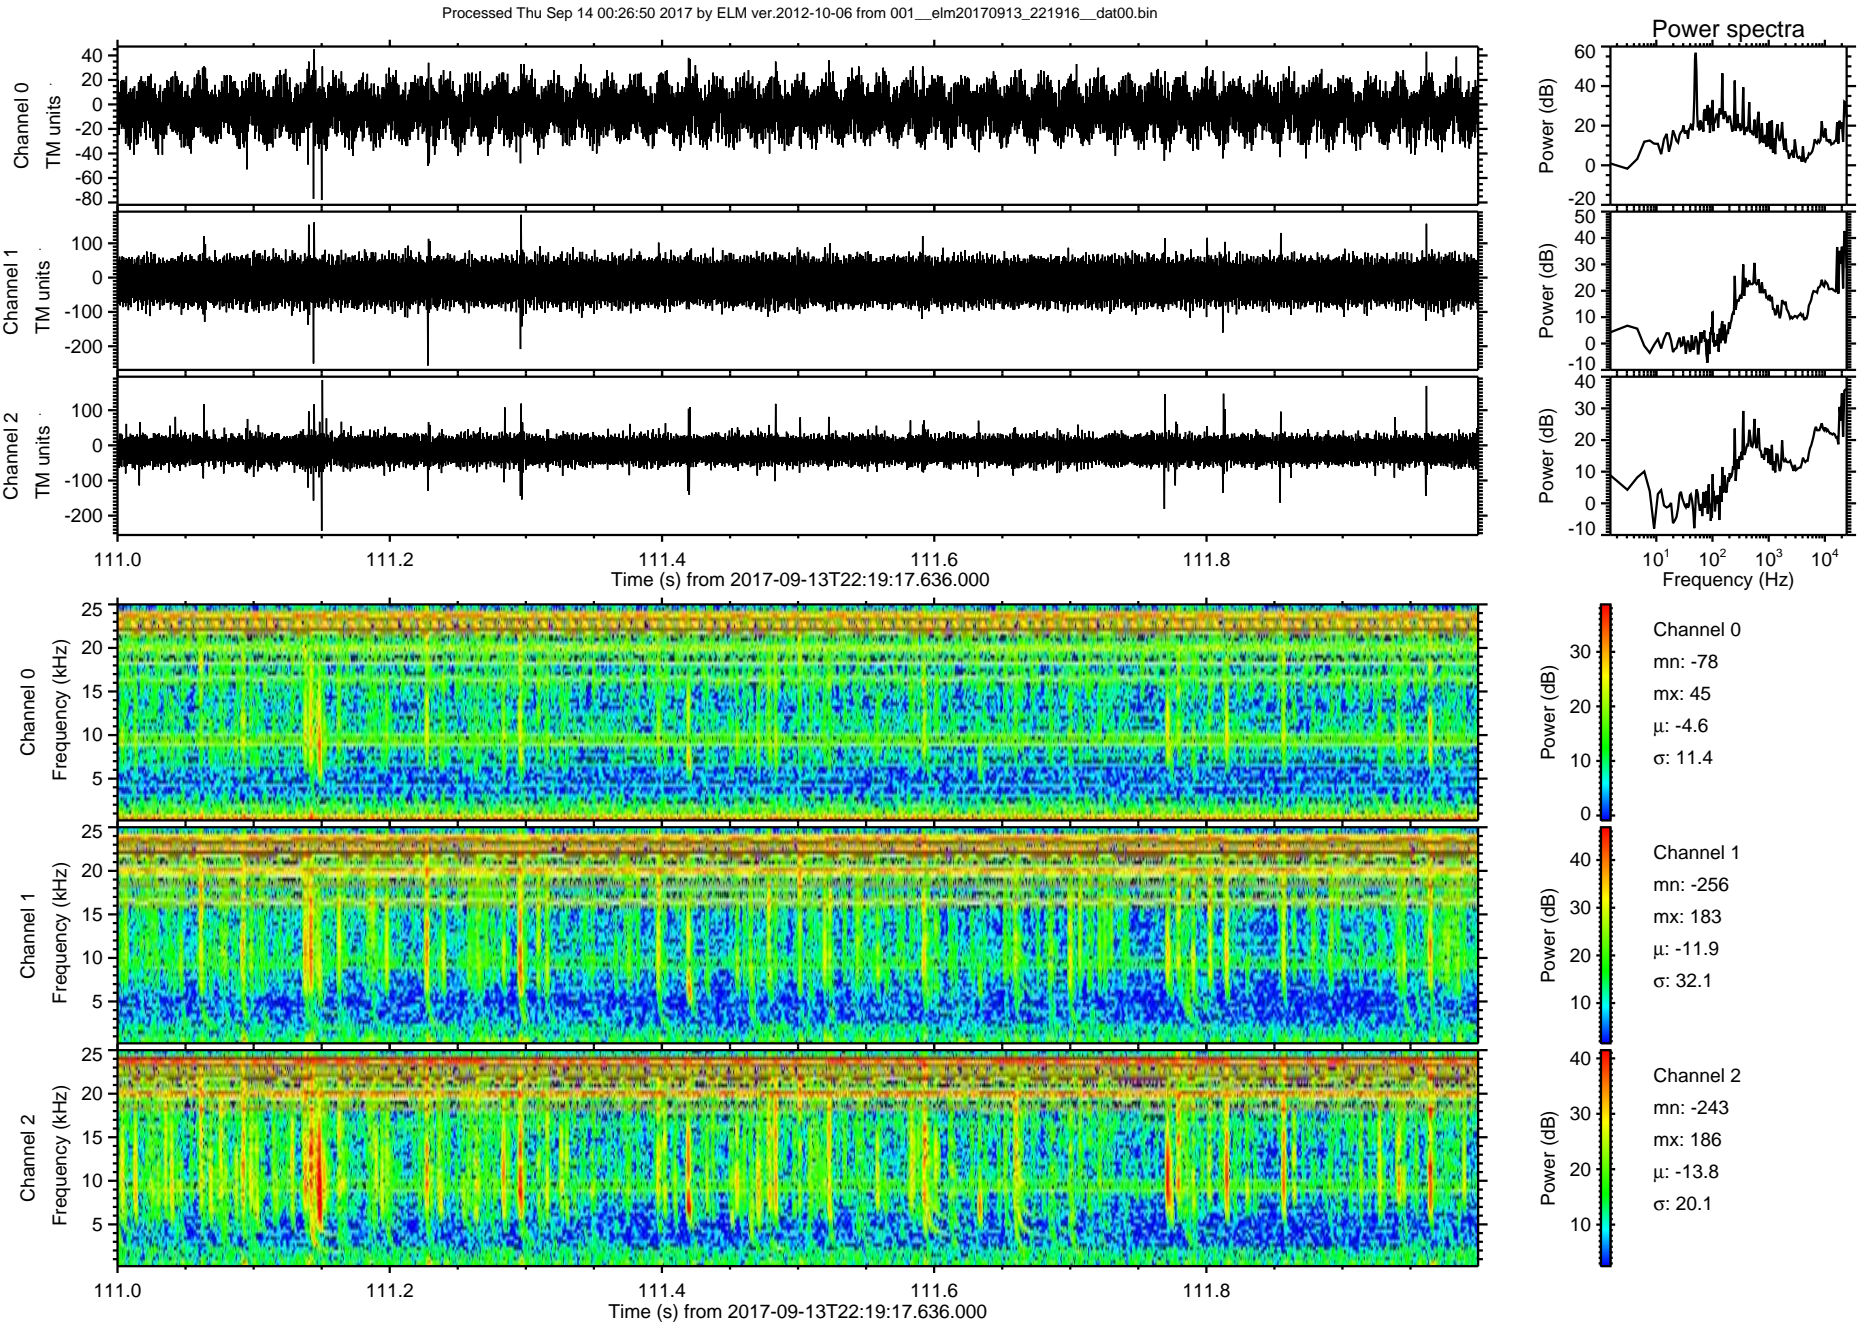 Processed Thu Sep 14 00:26:50 2017 by ELM ver.2012-10-06 from 001__elm20170913_221916__dat00.bin
Power spectra
Channel 0
TM units
40
20
0
-20
-40
-60
-80
Power (dB)
60
40
20
0
-20
Channel 1
TM units
100
0
-100
-200
Power (dB)
50
40
30
20
10
0
-10
Channel 2
TM units
100
0
-100
-200
Power (dB)
40
30
20
10
0
-10
111.0 111.2 111.4 111.6 111.8
Time (s) from 2017-09-13T22:19:17.636.000
10^1 10^2 10^3 10^4
Frequency (Hz)
Channel 0
Frequency (kHz)
25
20
15
10
5
Power (dB)
30
20
10
0
Channel 0
mn: -78
mx: 45
μ: -4.6
σ: 11.4
Channel 1
Frequency (kHz)
25
20
15
10
5
Power (dB)
40
30
20
10
Channel 1
mn: -256
mx: 183
μ: -11.9
σ: 32.1
Channel 2
Frequency (kHz)
25
20
15
10
5
Power (dB)
40
30
20
10
Channel 2
mn: -243
mx: 186
μ: -13.8
σ: 20.1
111.0 111.2 111.4 111.6 111.8
Time (s) from 2017-09-13T22:19:17.636.000